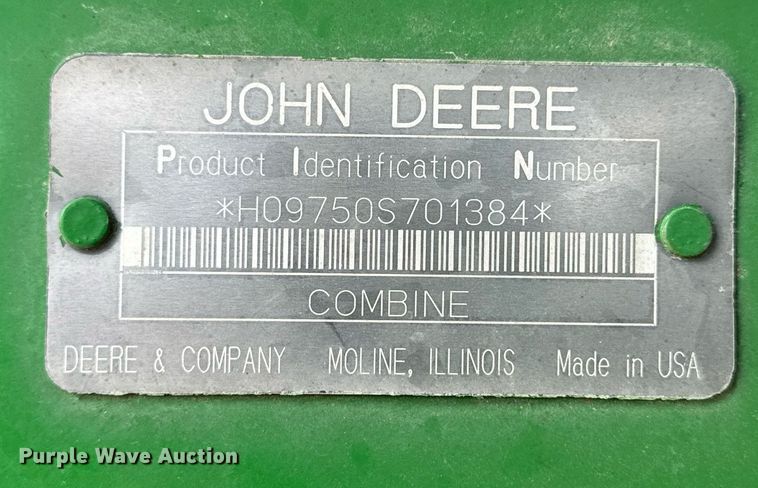 JOHN DEERE
Product Identification Number
*H09750S701384*
COMBINE
DEERE & COMPANY MOLINE, ILLINOIS Made in USA
Purple Wave Auction